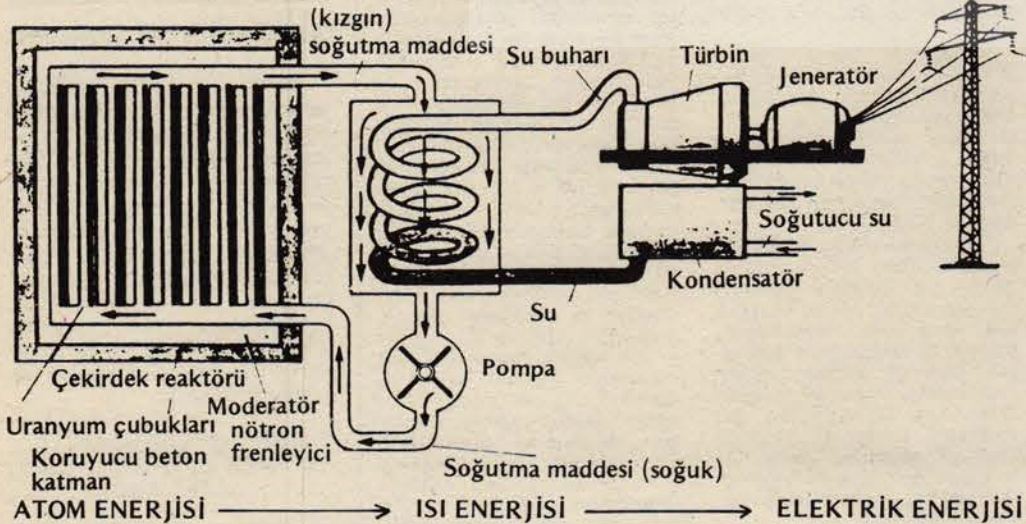 (kızgın)
soğutma maddesi
Su buharı
Türbin
Jeneratör
Soğutucu su
Kondensatör
Su
Pompa
Çekirdek reaktörü
Uranyum çubukları
Moderatör
nötron
frenleyici
Koruyucu beton
katman
Soğutma maddesi (soğuk)
ATOM ENERJİSİ ISI ENERJİSİ ELEKTRİK ENERJİSİ